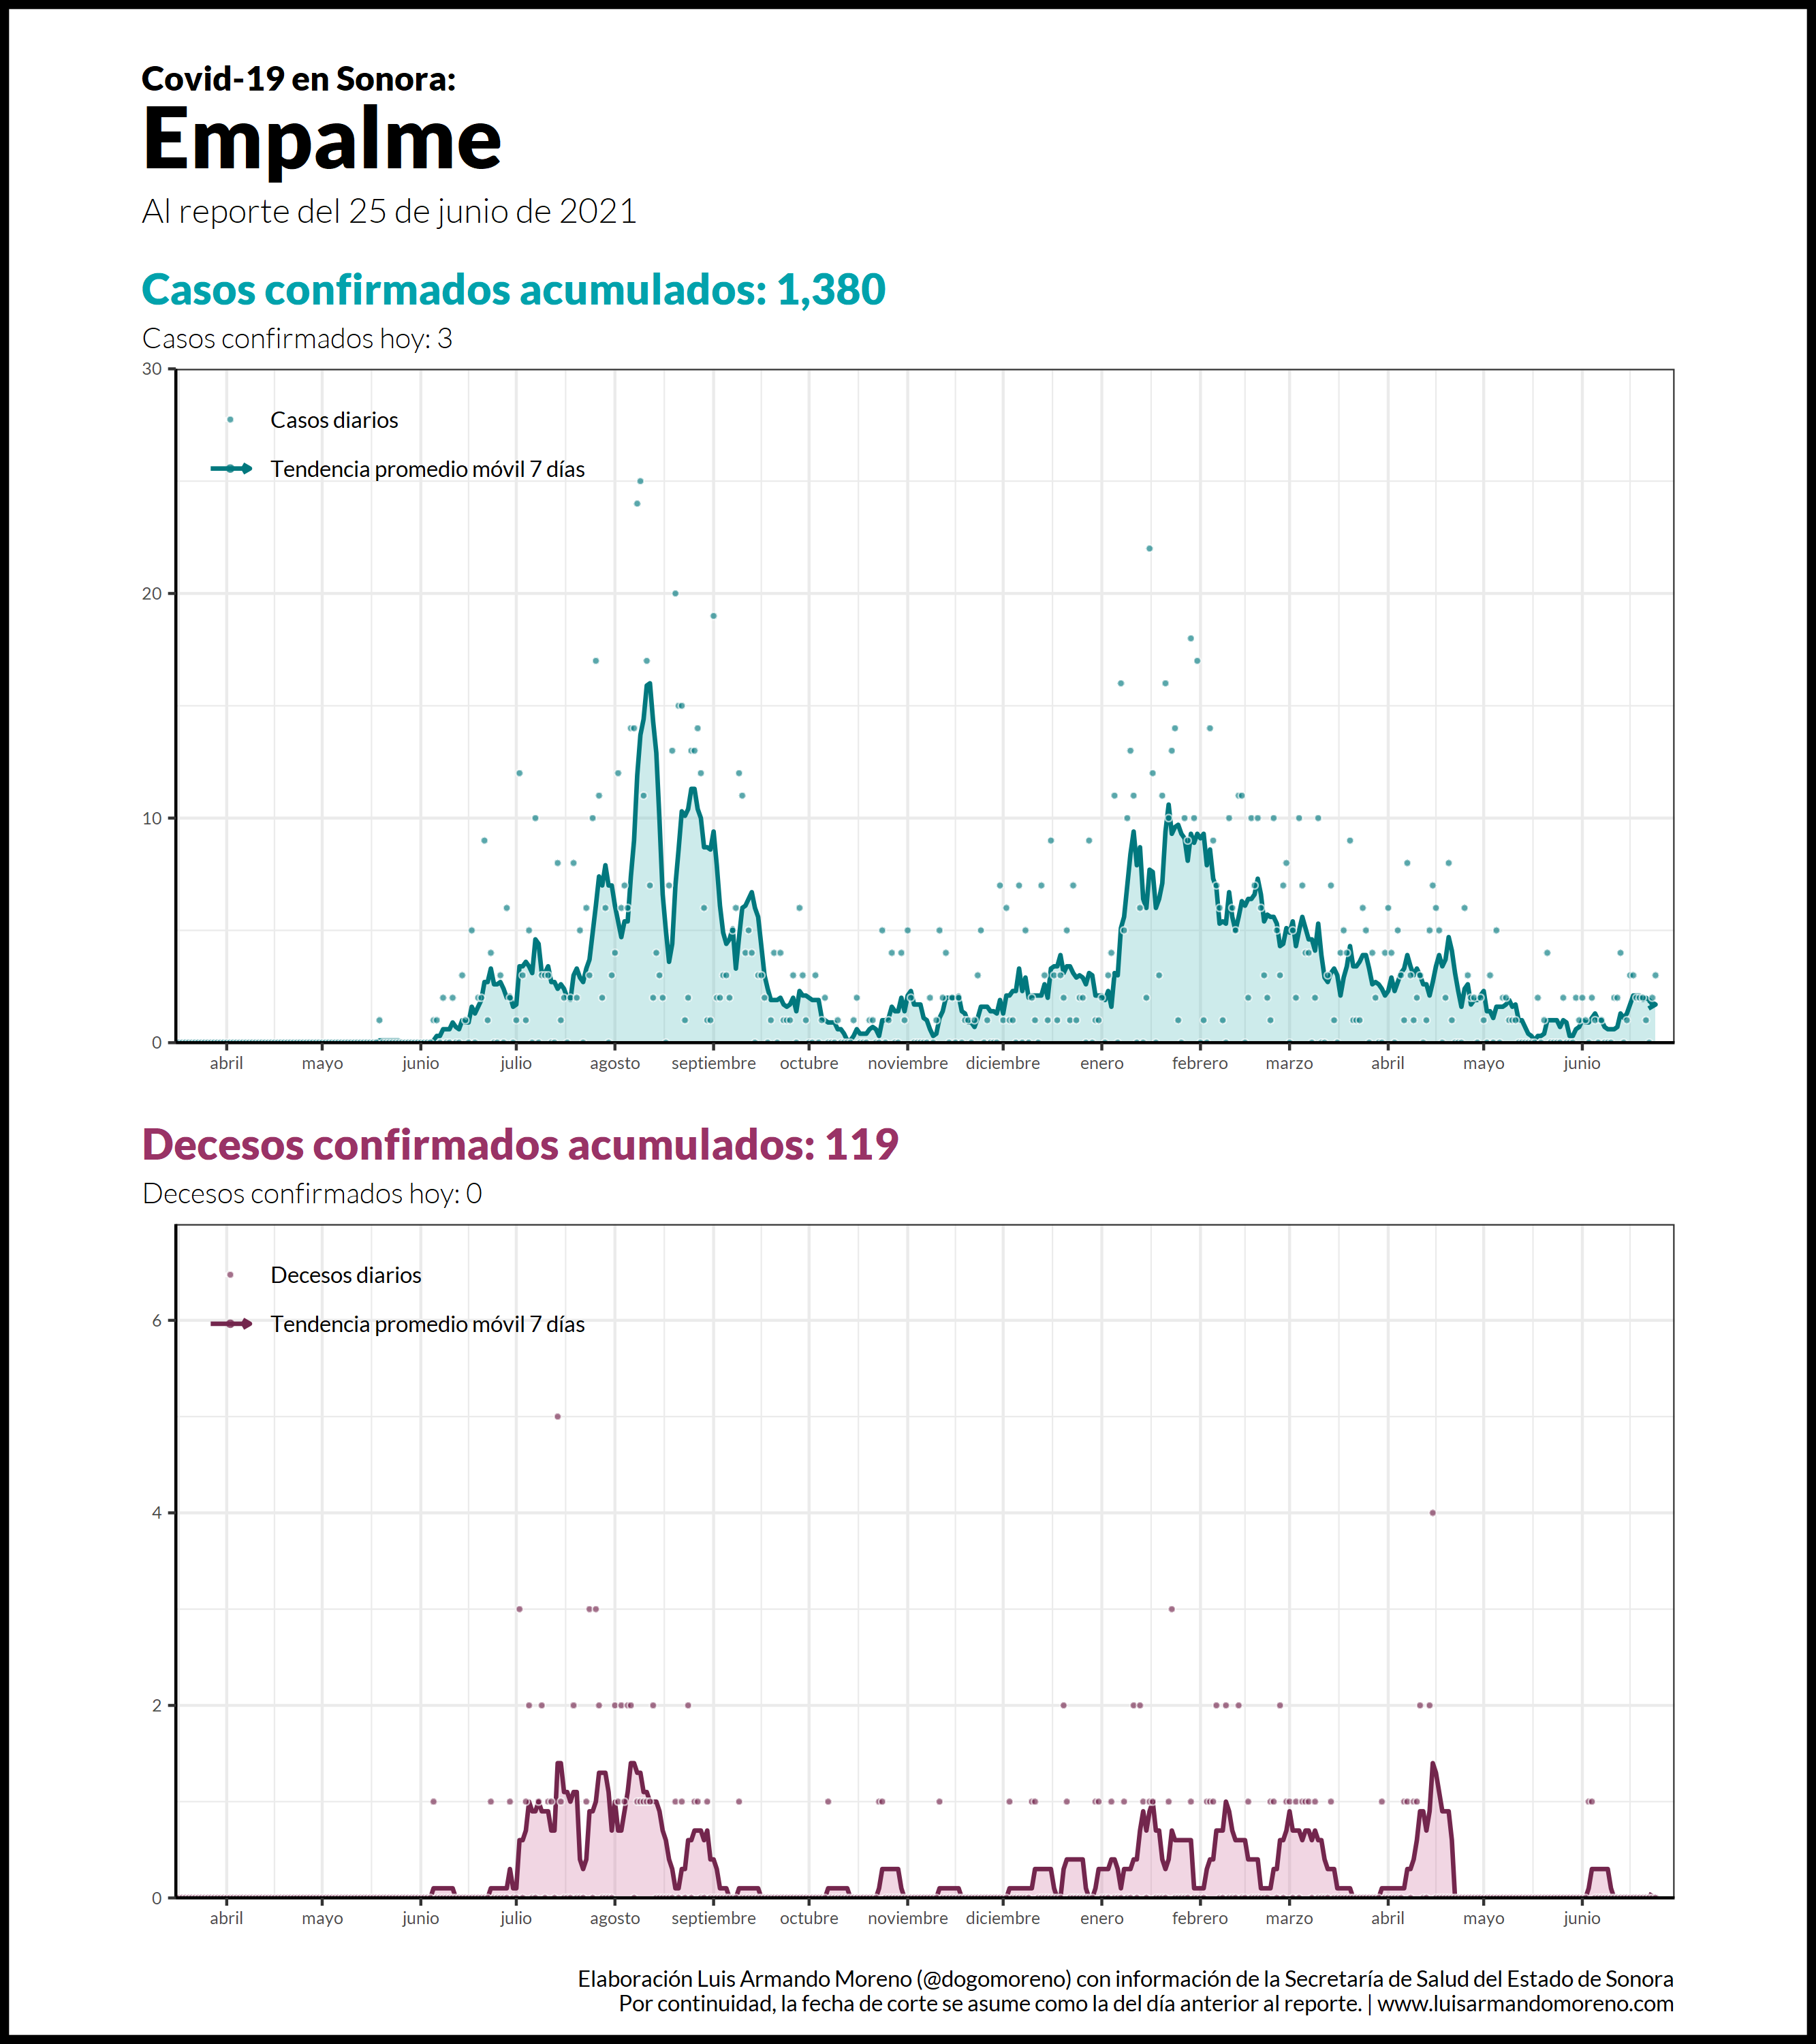 Covid-19 en Sonora:
Empalme
Al reporte del 25 de junio de 2021
Casos confirmados acumulados: 1,380
Casos confirmados hoy: 3
30
Casos diarios
Tendencia promedio móvil 7 días
20
10
0
abril mayo junio julio agosto septiembre octubre noviembre diciembre enero febrero marzo abril mayo junio
Decesos confirmados acumulados: 119
Decesos confirmados hoy: 0
Decesos diarios
6
Tendencia promedio móvil 7 días
4
2
0
abril mayo junio julio agosto septiembre octubre noviembre diciembre enero febrero marzo abril mayo junio
Elaboración Luis Armando Moreno (@dogomoreno) con información de la Secretaría de Salud del Estado de Sonora
Por continuidad, la fecha de corte se asume como la del día anterior al reporte. | www.luisarmandomoreno.com